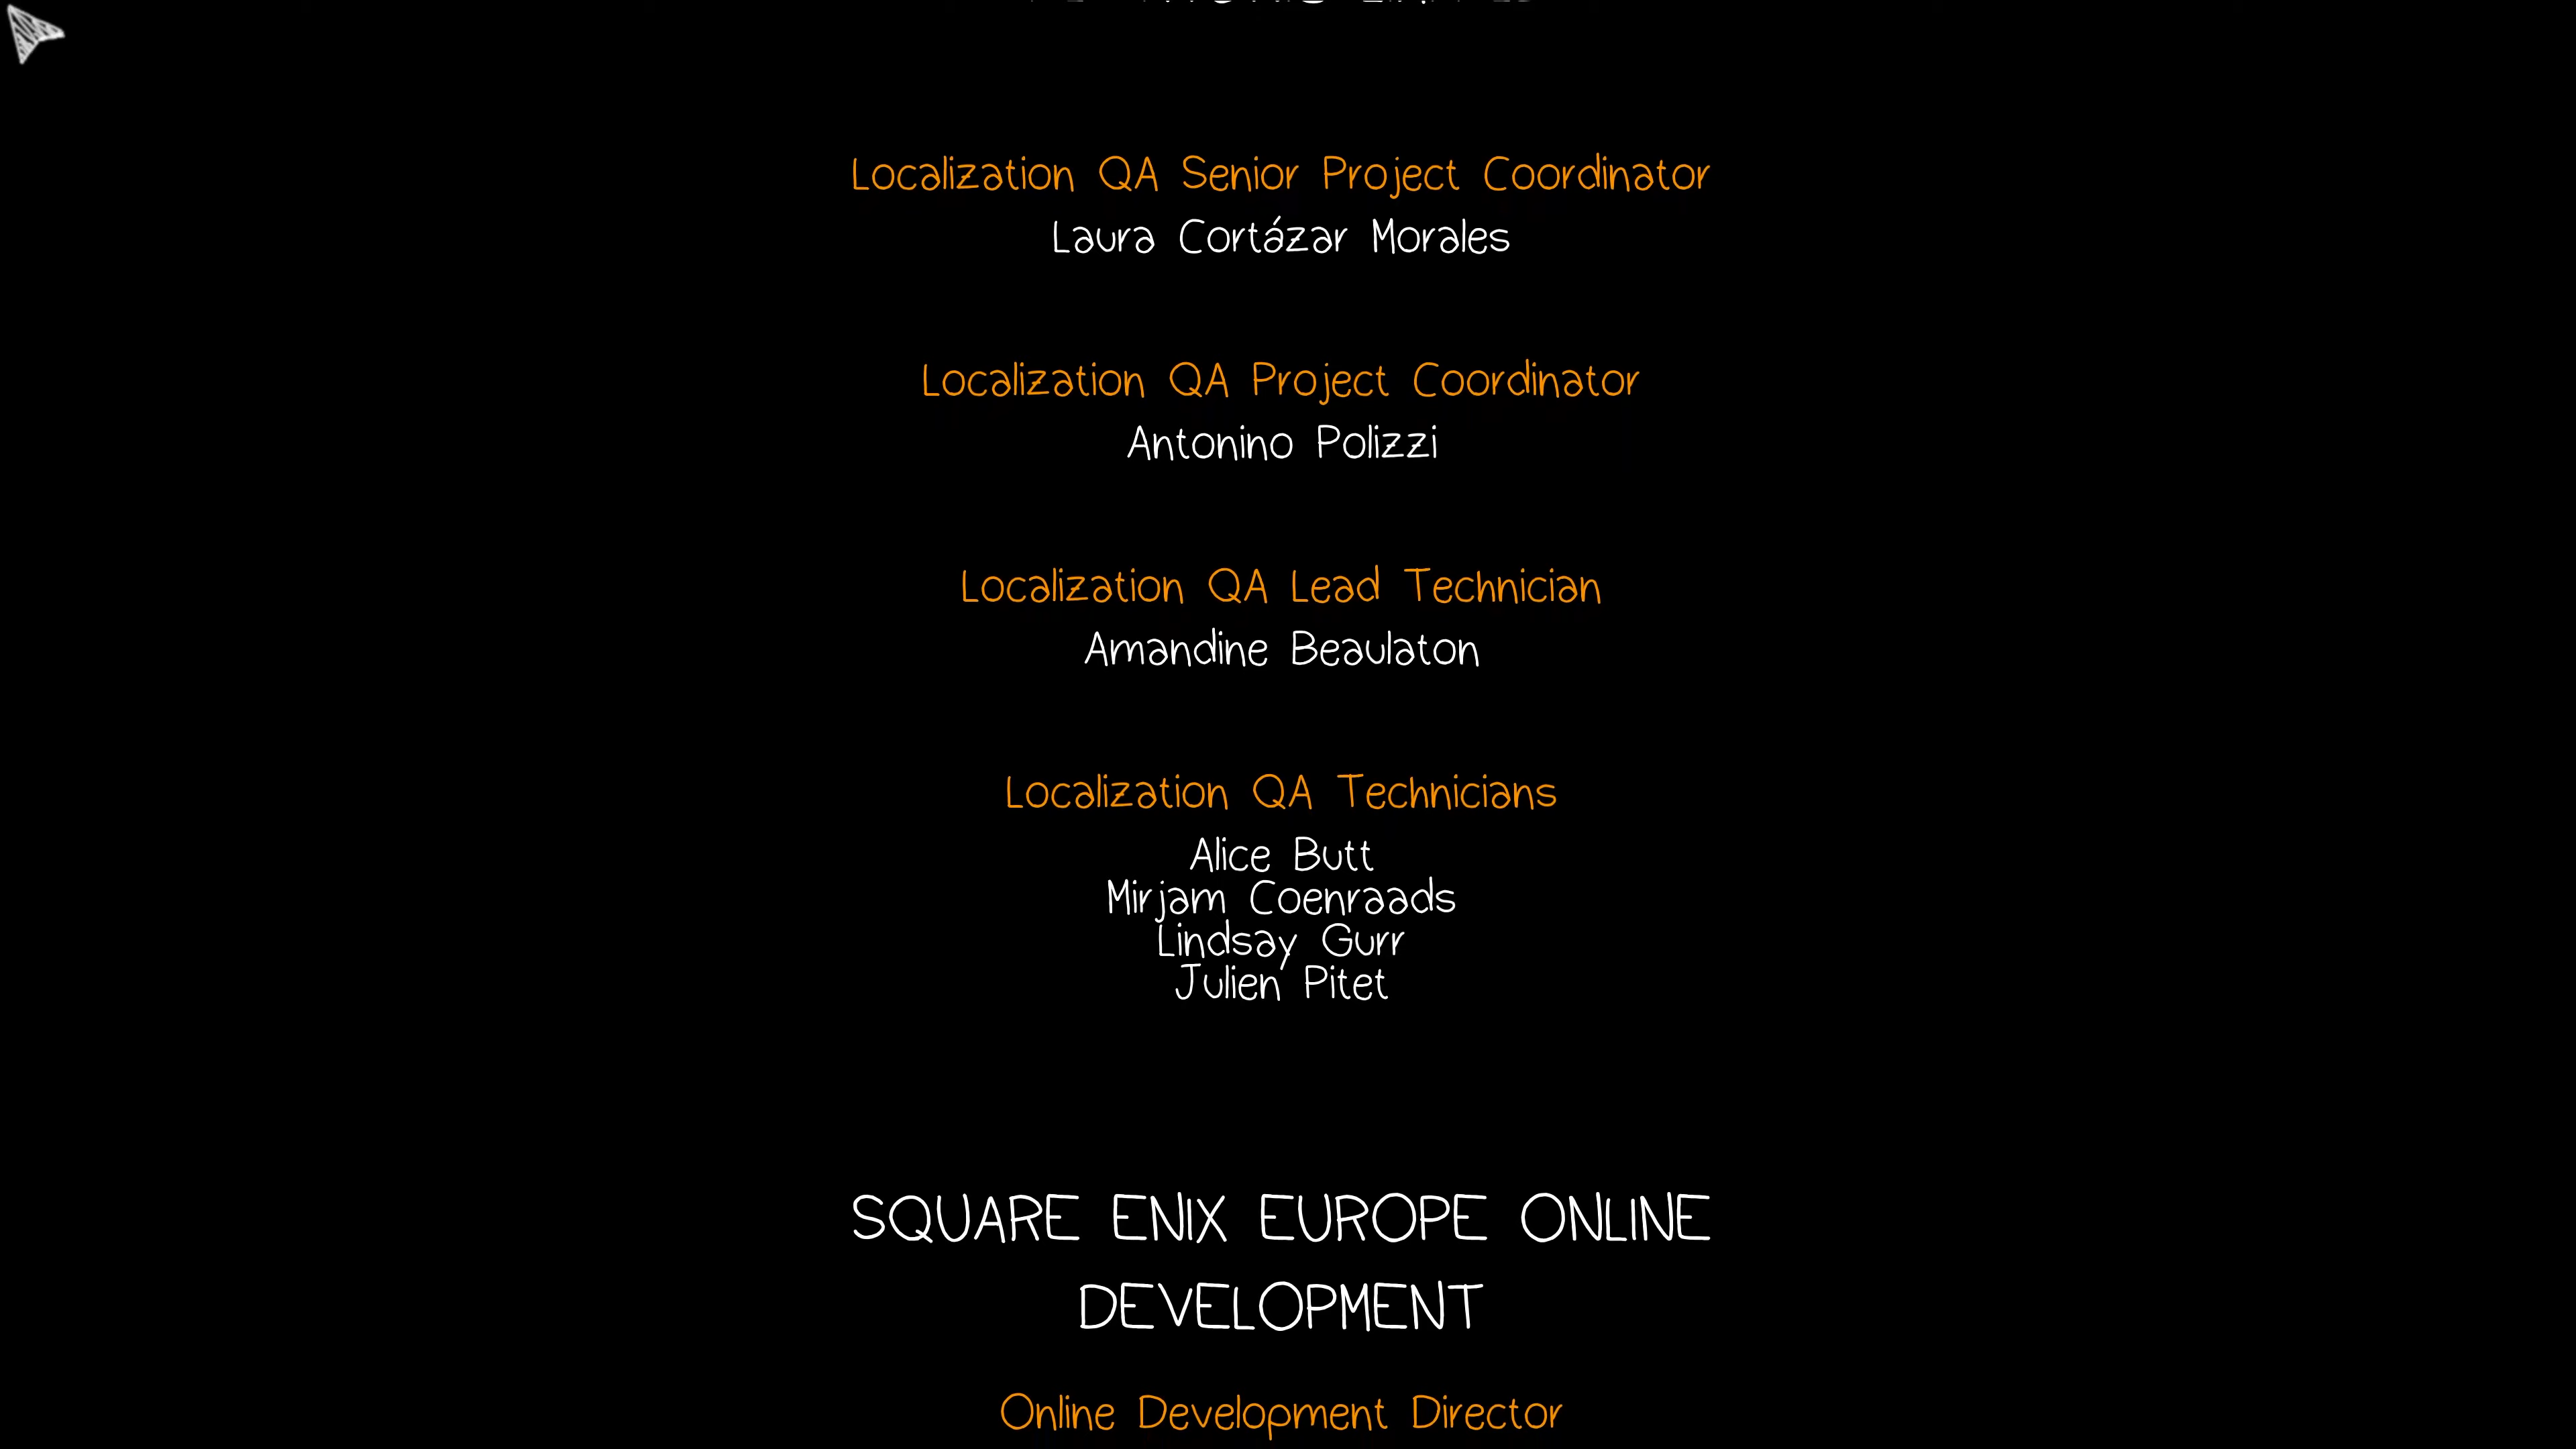 Localization QA Senior Project Coordinator
Laura Cortázar Morales
Localization QA Project Coordinator
Antonino Polizzi
Localization QA Lead Technician
Amandine Beaulaton
Localization QA Technicians
Alice Butt
Mirjam Coenraads
Lindsay Gurr
Julien Pitet
SQUARE ENIX EUROPE ONLINE
DEVELOPMENT
Online Development Director